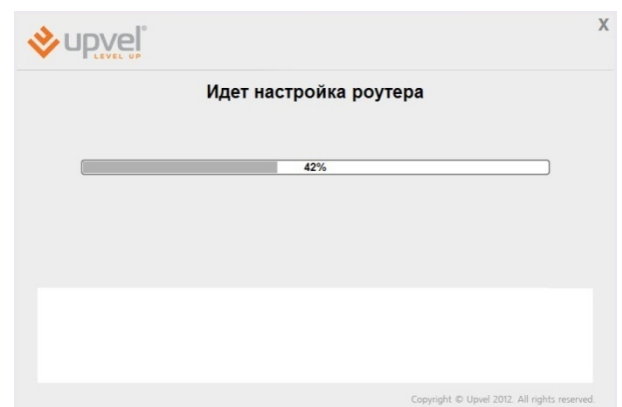 X
upvel®
LEVEL UP
Идет настройка роутера
42%
Copyright © Upvel 2012. All rights reserved.